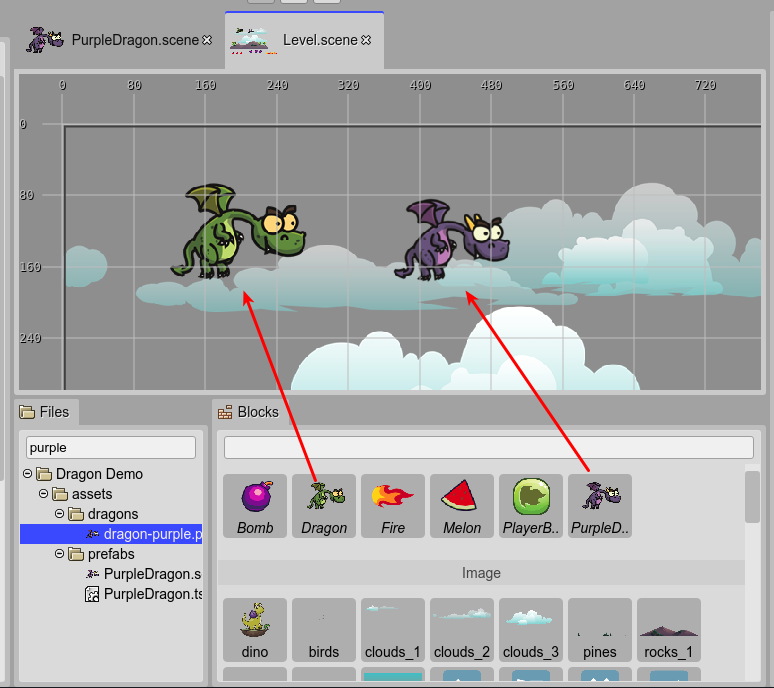 PurpleDragon.scene
Level.scene
0 80 160 240 320 400 480 560 640 720
0
80
160
240
Files
Blocks
purple
Dragon Demo
assets
dragons
dragon-purple.p
prefabs
PurpleDragon.s
PurpleDragon.ts
Bomb Dragon Fire Melon PlayerB.. PurpleD..
Image
dino birds clouds_1 clouds_2 clouds_3 pines rocks_1